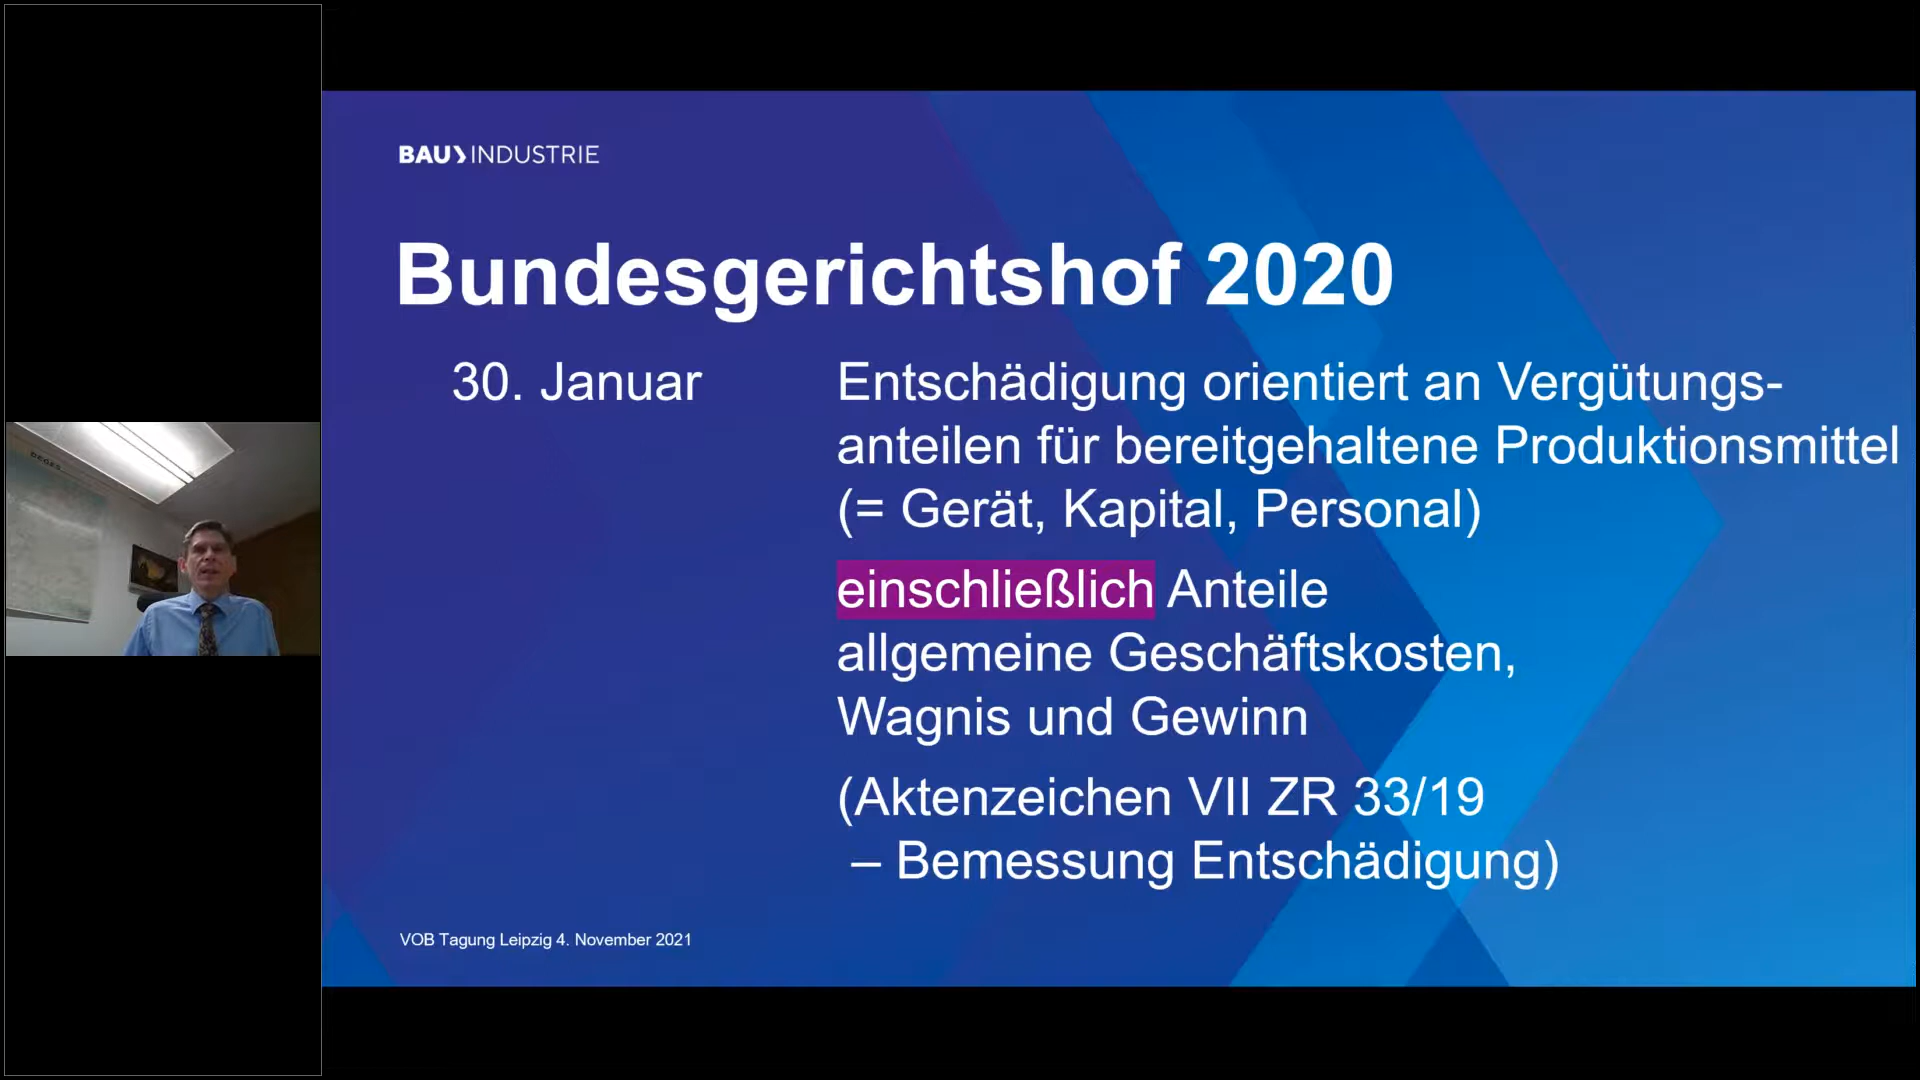 BAU INDUSTRIE
Bundesgerichtshof 2020
30. Januar
Entschädigung orientiert an Vergütungs-
anteilen für bereitgehaltene Produktionsmittel
(= Gerät, Kapital, Personal)
einschließlich Anteile
allgemeine Geschäftskosten,
Wagnis und Gewinn
(Aktenzeichen VII ZR 33/19
– Bemessung Entschädigung)
VOB Tagung Leipzig 4. November 2021
DEGES